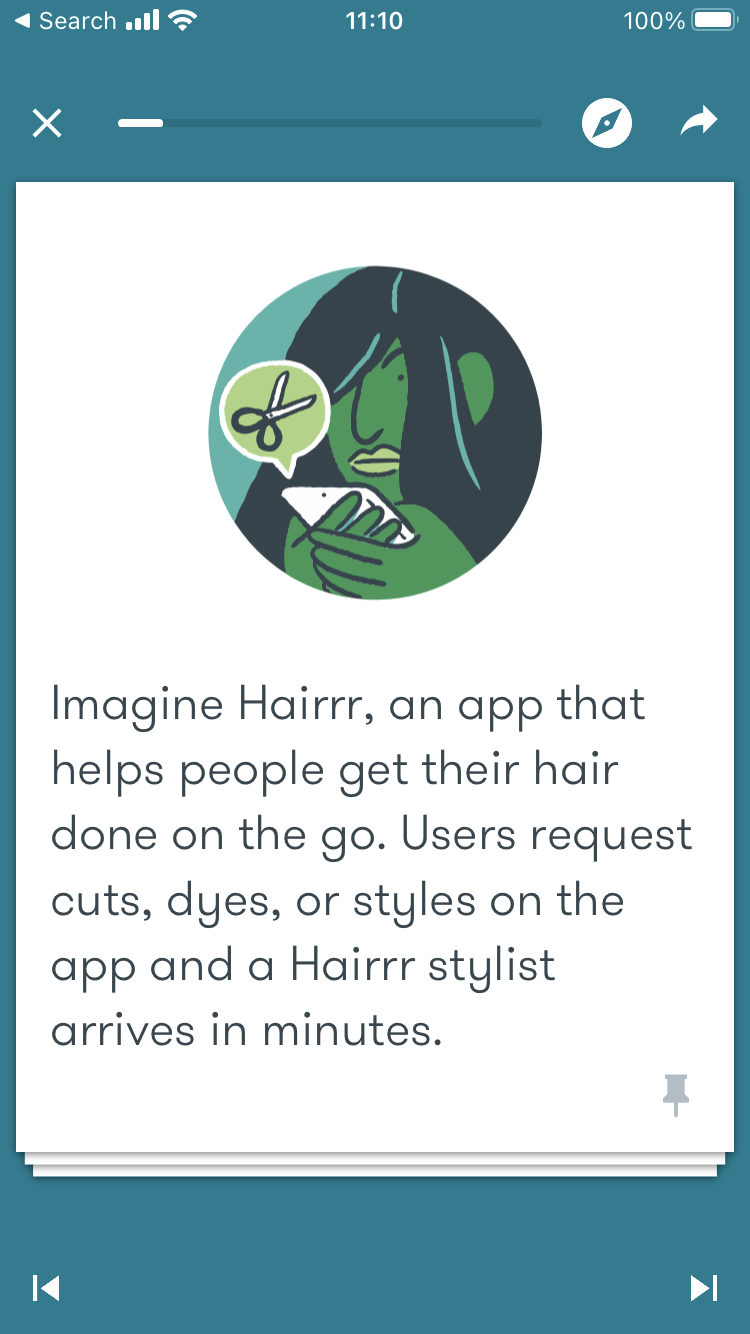 Search
11:10
100%
Imagine Hairrr, an app that
helps people get their hair
done on the go. Users request
cuts, dyes, or styles on the
app and a Hairrr stylist
arrives in minutes.